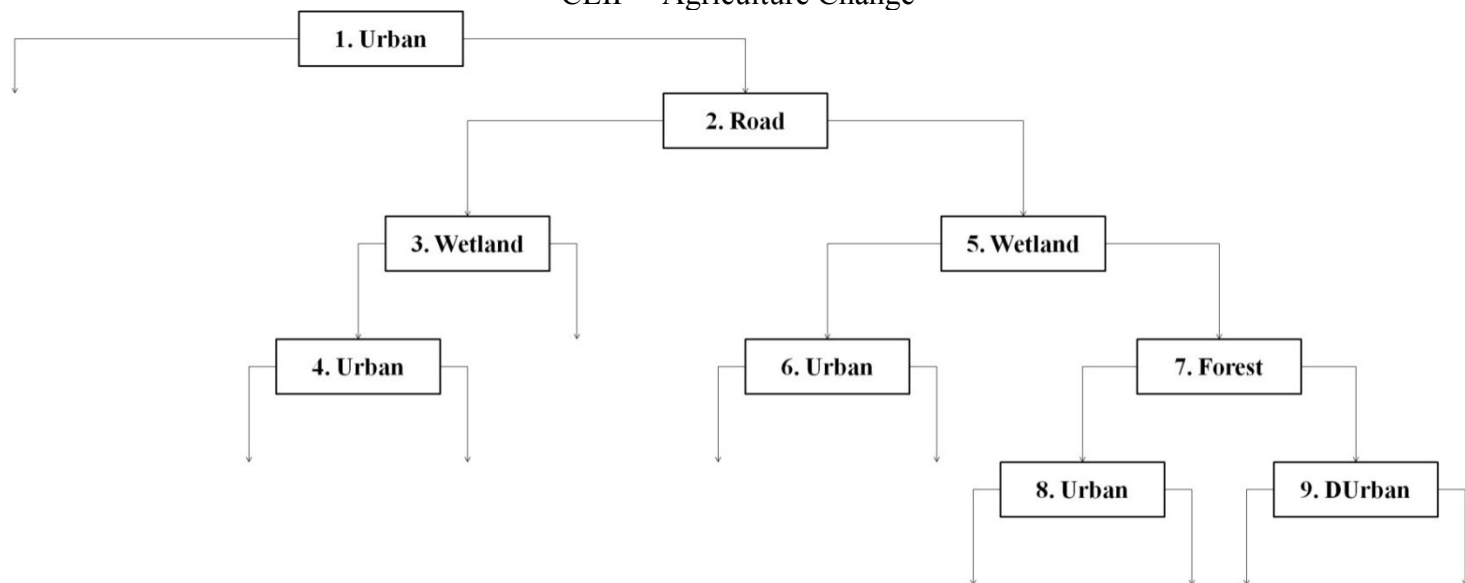 Agriculture Change
1. Urban
2. Road
3. Wetland
5. Wetland
4. Urban
6. Urban
7. Forest
8. Urban
9. DUrban